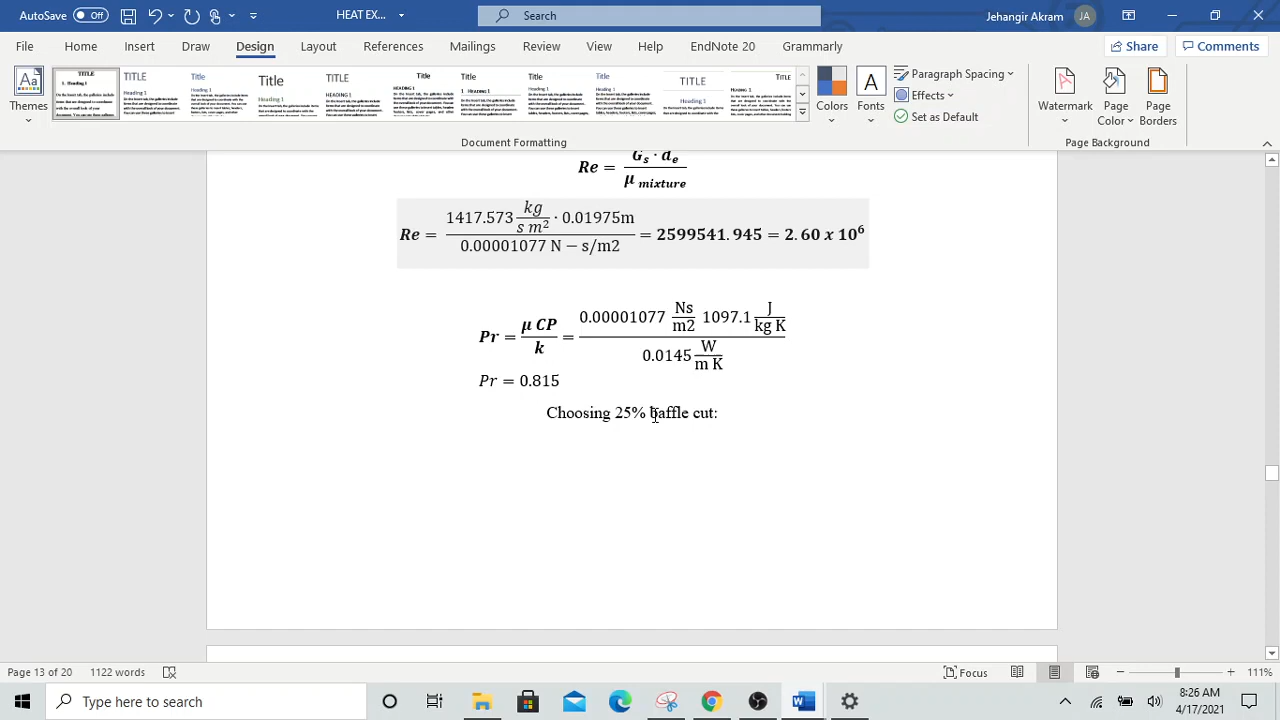 AutoSave Off Search Jehangir Akram JA
File Home Insert Draw Design Layout References Mailings Review View Help EndNote 20 Grammarly Share Comments
Themes Colors Fonts Paragraph Spacing Effects Set as Default Watermark Page Color Page Borders
Document Formatting Page Background
Re = Gs · de / μ mixture
Re = 1417.573 kg/s m2 · 0.01975m / 0.00001077 N − s/m2 = 2599541.945 = 2.60 x 10^6
Pr = μ CP / k = 0.00001077 Ns/m2 1097.1 J/kg K / 0.0145 W/m K
Pr = 0.815
Choosing 25% baffle cut:
Page 13 of 20 1122 words Focus 111%
Type here to search 8:26 AM
4/17/2021